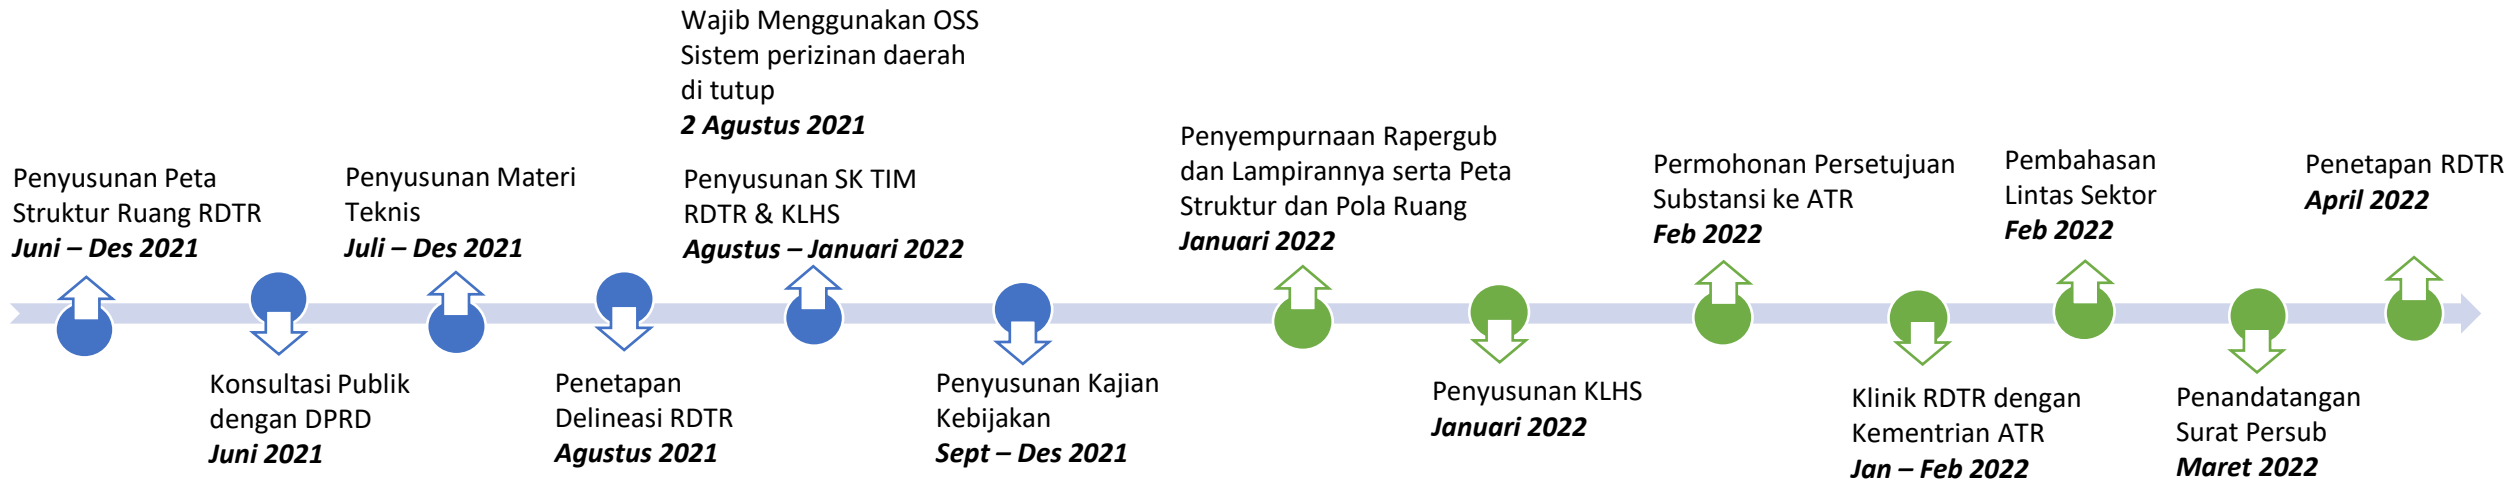 Penyusunan Peta
Struktur Ruang RDTR
Juni – Des 2021
Konsultasi Publik
dengan DPRD
Juni 2021
Penyusunan Materi
Teknis
Juli – Des 2021
Penetapan
Delineasi RDTR
Agustus 2021
Wajib Menggunakan OSS
Sistem perizinan daerah
di tutup
2 Agustus 2021
Penyusunan SK TIM
RDTR & KLHS
Agustus – Januari 2022
Penyusunan Kajian
Kebijakan
Sept – Des 2021
Penyempurnaan Rapergub
dan Lampirannya serta Peta
Struktur dan Pola Ruang
Januari 2022
Penyusunan KLHS
Januari 2022
Permohonan Persetujuan
Substansi ke ATR
Feb 2022
Klinik RDTR dengan
Kementrian ATR
Jan – Feb 2022
Pembahasan
Lintas Sektor
Feb 2022
Penandatangan
Surat Persub
Maret 2022
Penetapan RDTR
April 2022